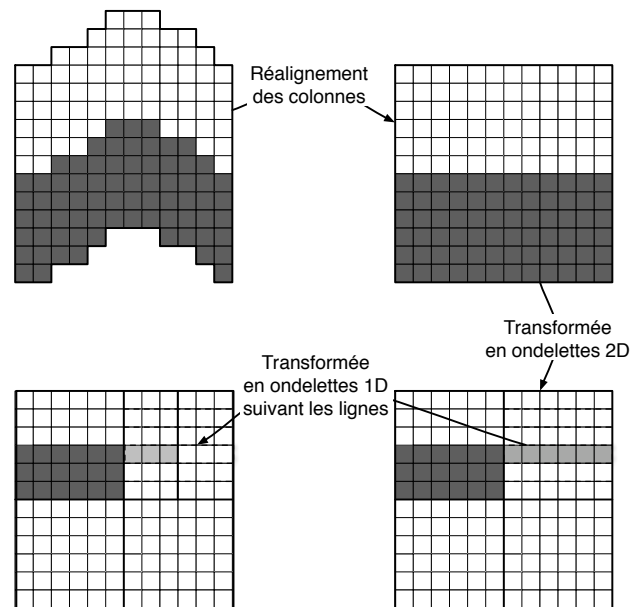 Réalignement
des colonnes
Transformée
en ondelettes 2D
Transformée
en ondelettes 1D
suivant les lignes